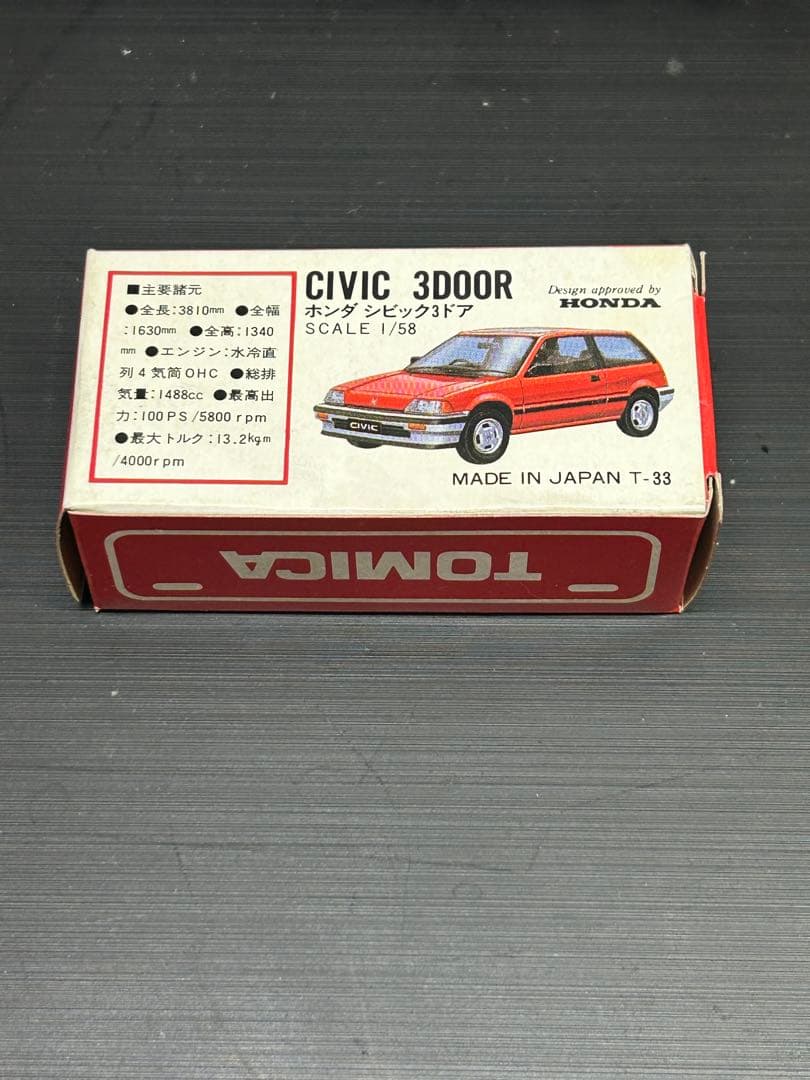 ■主要諸元
●全長:3810mm ●全幅
:1630mm ●全高:1340
mm ●エンジン:水冷直
列4気筒OHC ●総排
気量:1488cc ●最高出
力:100PS/5800rpm
●最大トルク:13.2kgm
/4000rpm
CIVIC 3DOOR
ホンダ シビック3ドア
SCALE 1/58
Design approved by
HONDA
CIVIC
MADE IN JAPAN T-33
TOMICA